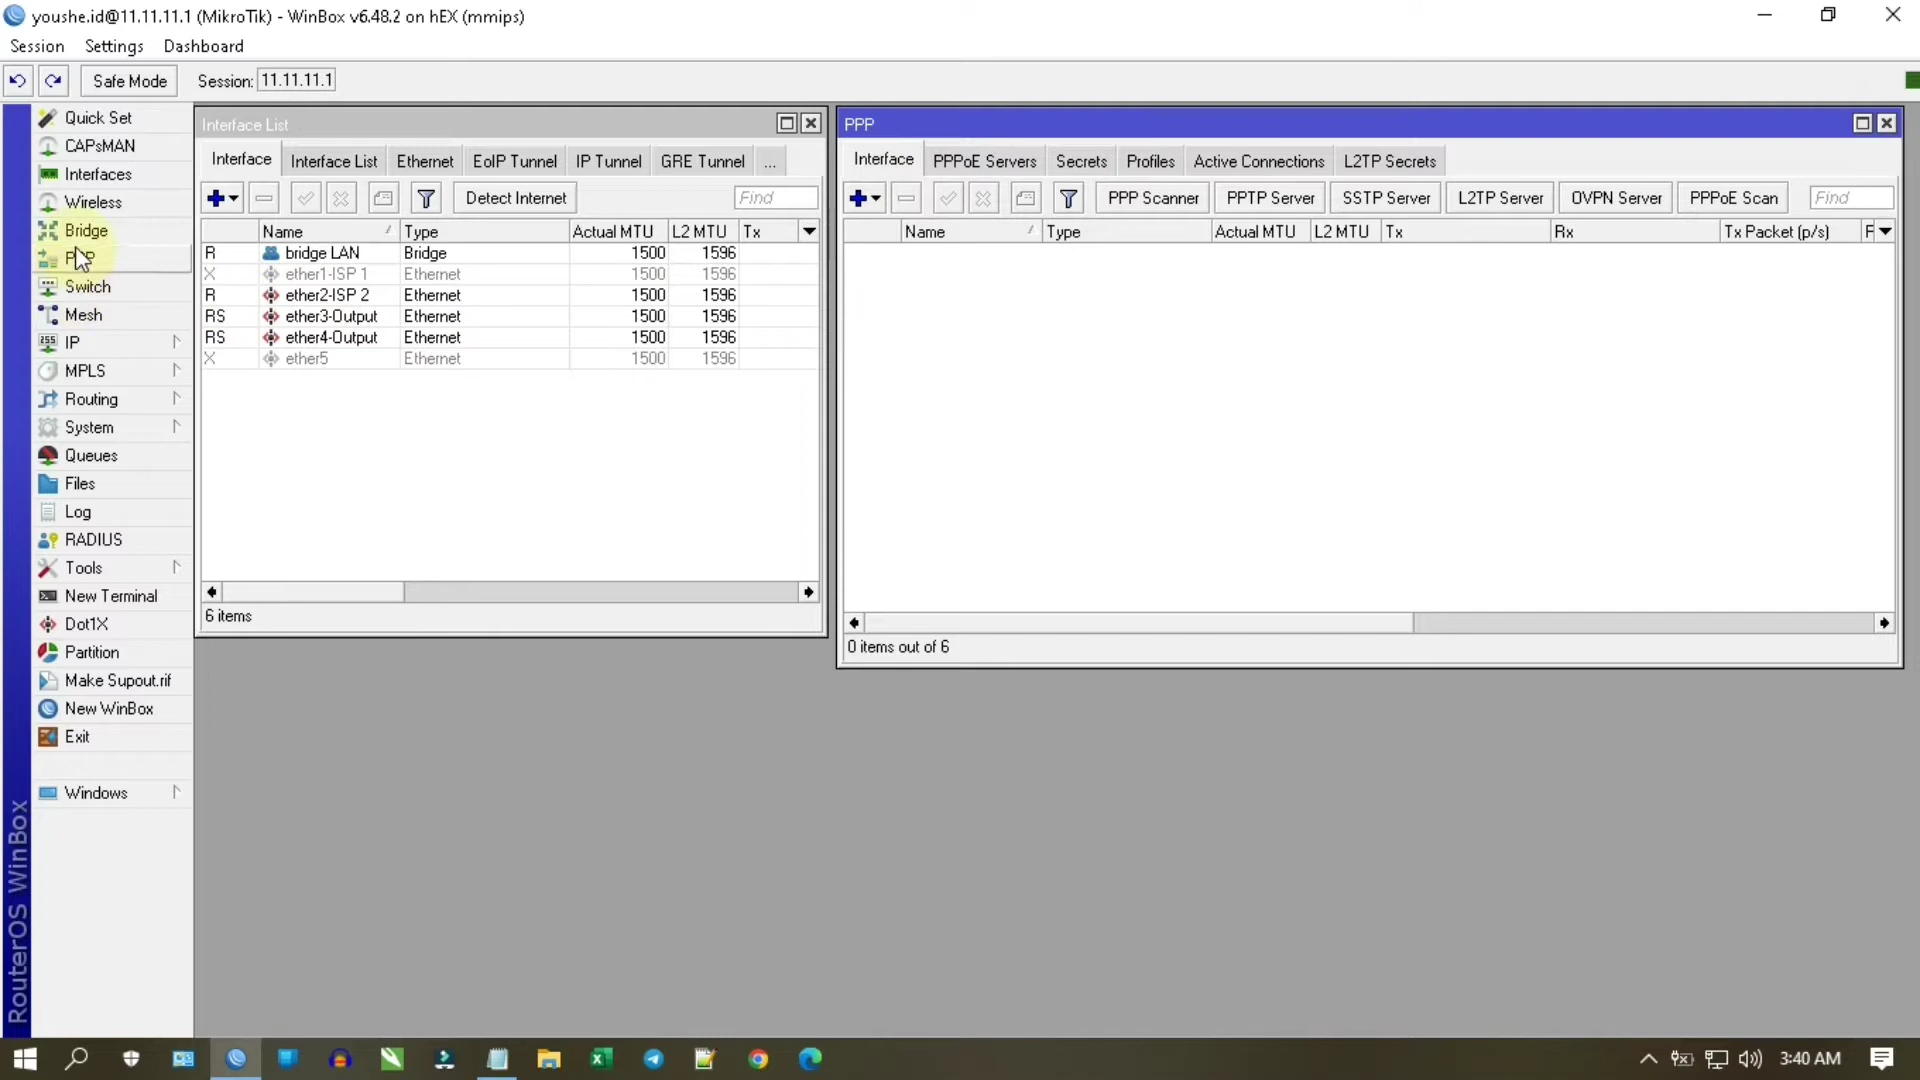 youshe.id@11.11.11.1 (MikroTik) - WinBox v6.48.2 on hEX (mmips)
Session Settings Dashboard
Safe Mode Session: 11.11.11.1
Quick Set
CAPsMAN
Interfaces
Wireless
Bridge
Switch
Mesh
IP
MPLS
Routing
System
Queues
Files
Log
RADIUS
Tools
New Terminal
Dot1X
Partition
Make Supout.rif
New WinBox
Exit
Windows
RouterOS WinBox
Interface List
Interface Interface List Ethernet EoIP Tunnel IP Tunnel GRE Tunnel ...
Detect Internet Find
Name Type Actual MTU L2 MTU Tx
R bridge LAN Bridge 1500 1596
X ether1-ISP 1 Ethernet 1500 1596
R ether2-ISP 2 Ethernet 1500 1596
RS ether3-Output Ethernet 1500 1596
RS ether4-Output Ethernet 1500 1596
X ether5 Ethernet 1500 1596
6 items
PPP
Interface PPPoE Servers Secrets Profiles Active Connections L2TP Secrets
PPP Scanner PPTP Server SSTP Server L2TP Server OVPN Server PPPoE Scan Find
Name Type Actual MTU L2 MTU Tx Rx Tx Packet (p/s) F
0 items out of 6
3:40 AM